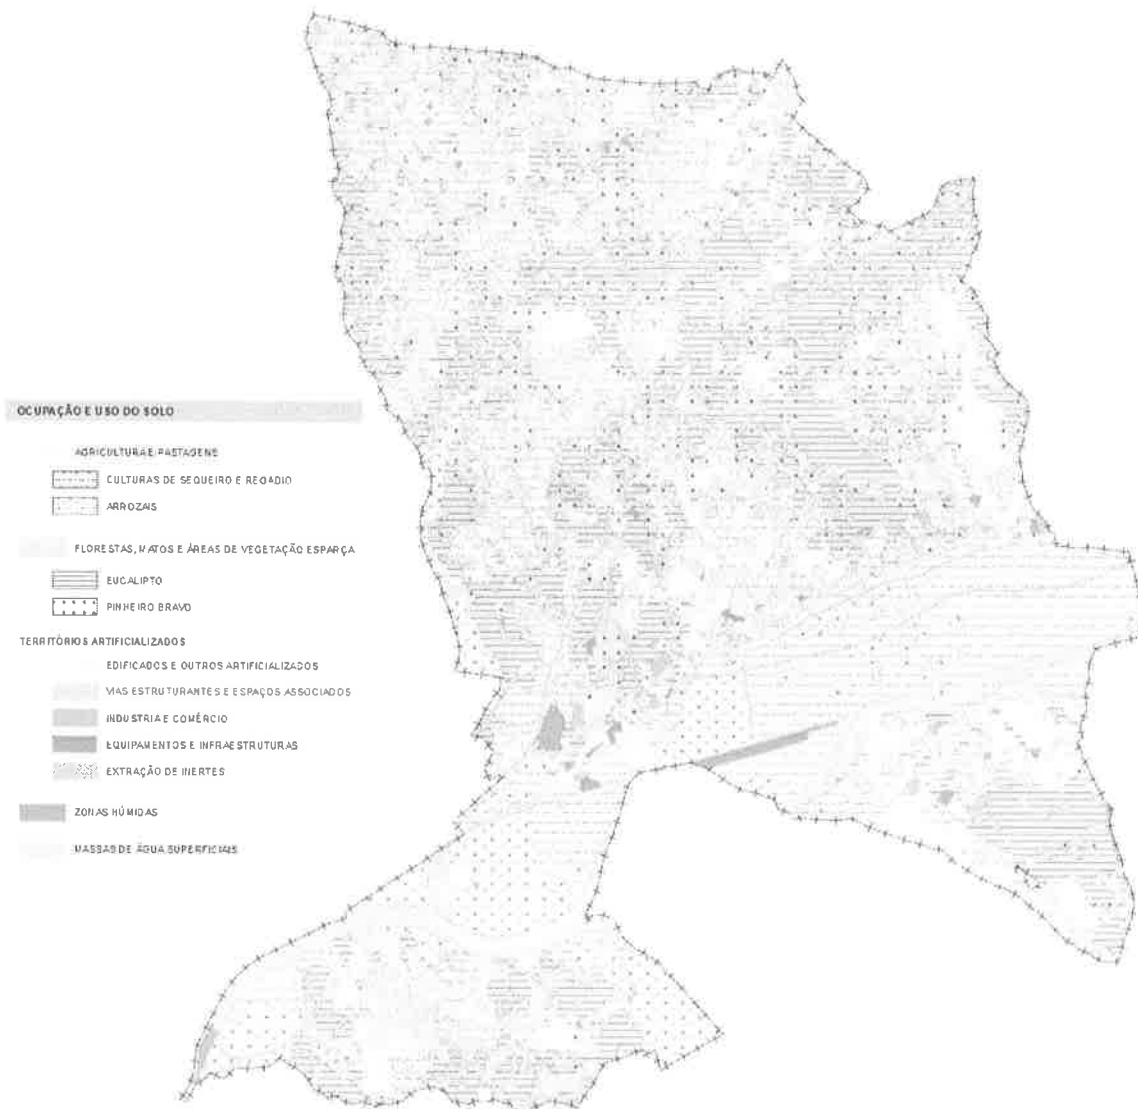 OCUPAÇÃO E USO DO SOLO
AGRICULTURA E PASTAGENS
CULTURAS DE SEQUEIRO E REGADIO
ARROZAIS
FLORESTAS, MATOS E ÁREAS DE VEGETAÇÃO ESPARÇA
EUCALIPTO
PINHEIRO BRAVO
TERRITÓRIOS ARTIFICIALIZADOS
EDIFICADOS E OUTROS ARTIFICIALIZADOS
VIAS ESTRUTURANTES E ESPAÇOS ASSOCIADOS
INDUSTRIA E COMÉRCIO
EQUIPAMENTOS E INFRAESTRUTURAS
EXTRAÇÃO DE INERTES
ZONAS HÚMIDAS
MASSAS DE ÁGUA SUPERFICIAIS